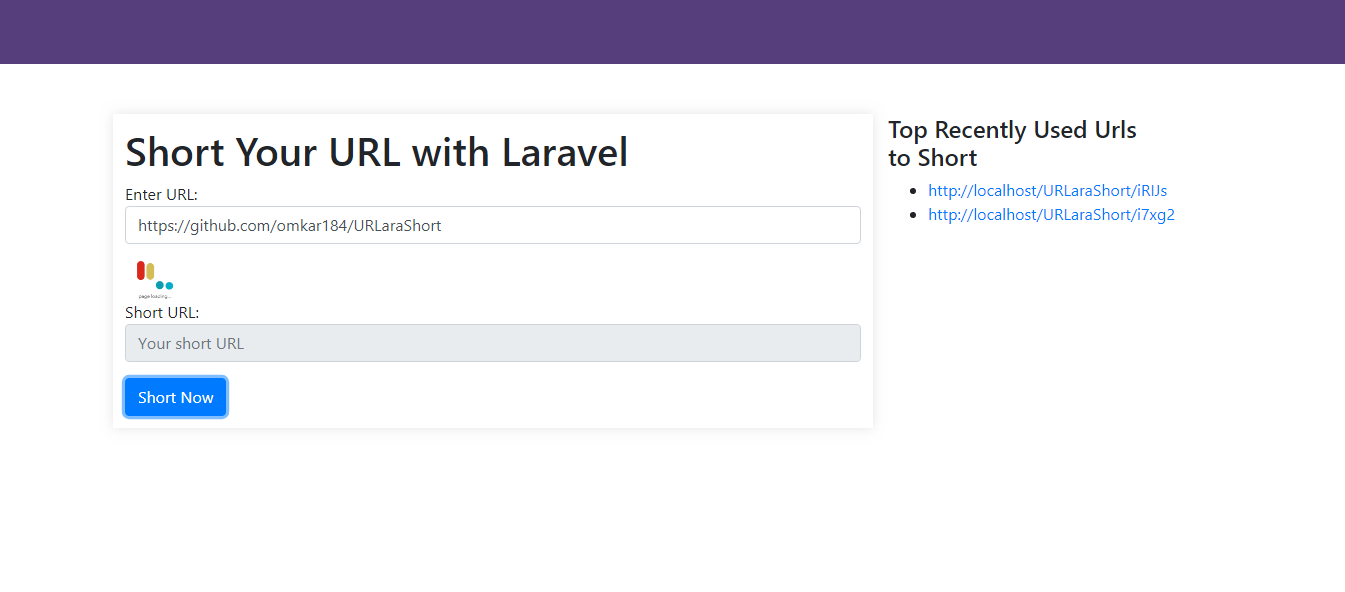 Short Your URL with Laravel
Enter URL:
https://github.com/omkar184/URLaraShort
page loading...
Short URL:
Your short URL
Short Now
Top Recently Used Urls
to Short
http://localhost/URLaraShort/iRIJs
http://localhost/URLaraShort/i7xg2